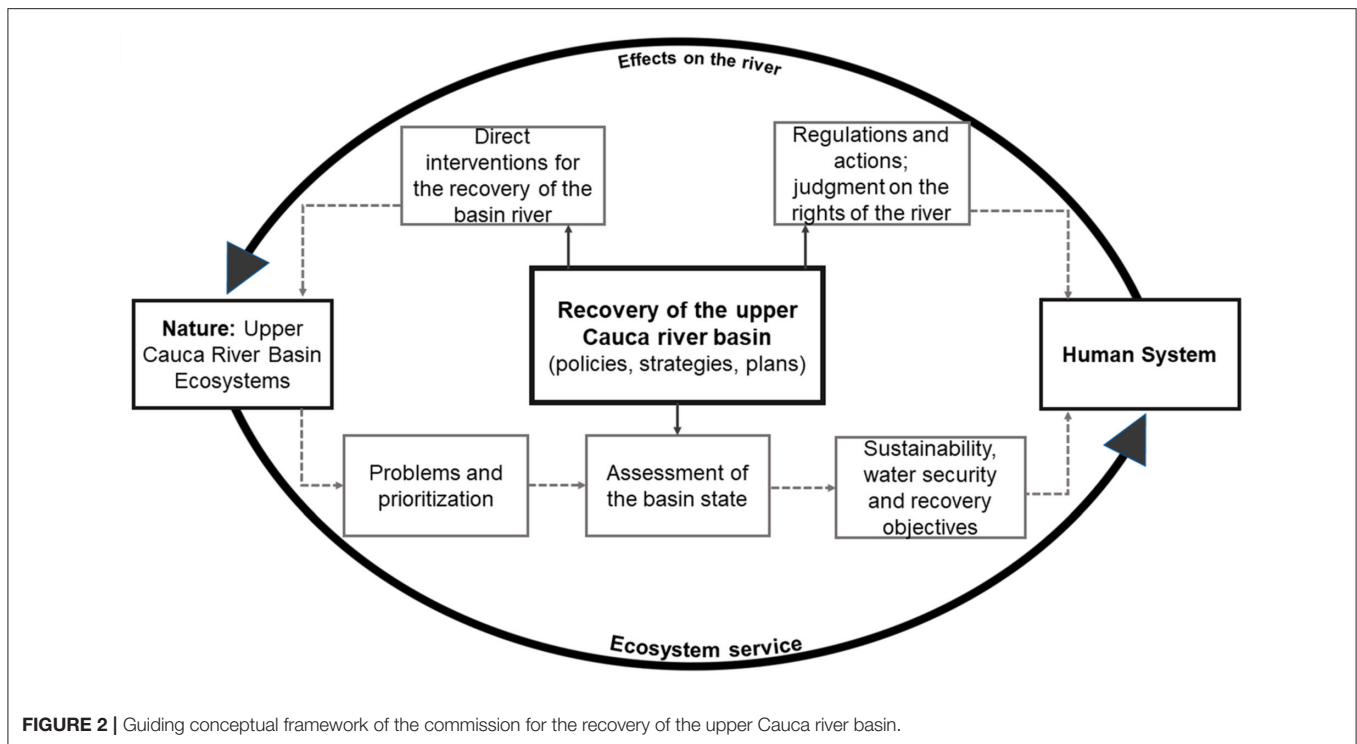 Effects on the river
Direct
interventions for
the recovery of the
basin river
Regulations and
actions;
judgment on the
rights of the river
Recovery of the upper
Cauca river basin
(policies, strategies, plans)
Nature: Upper
Cauca River Basin
Ecosystems
Human System
Problems and
prioritization
Assessment of
the basin state
Sustainability,
water security
and recovery
objectives
Ecosystem service
FIGURE 2 | Guiding conceptual framework of the commission for the recovery of the upper Cauca river basin.